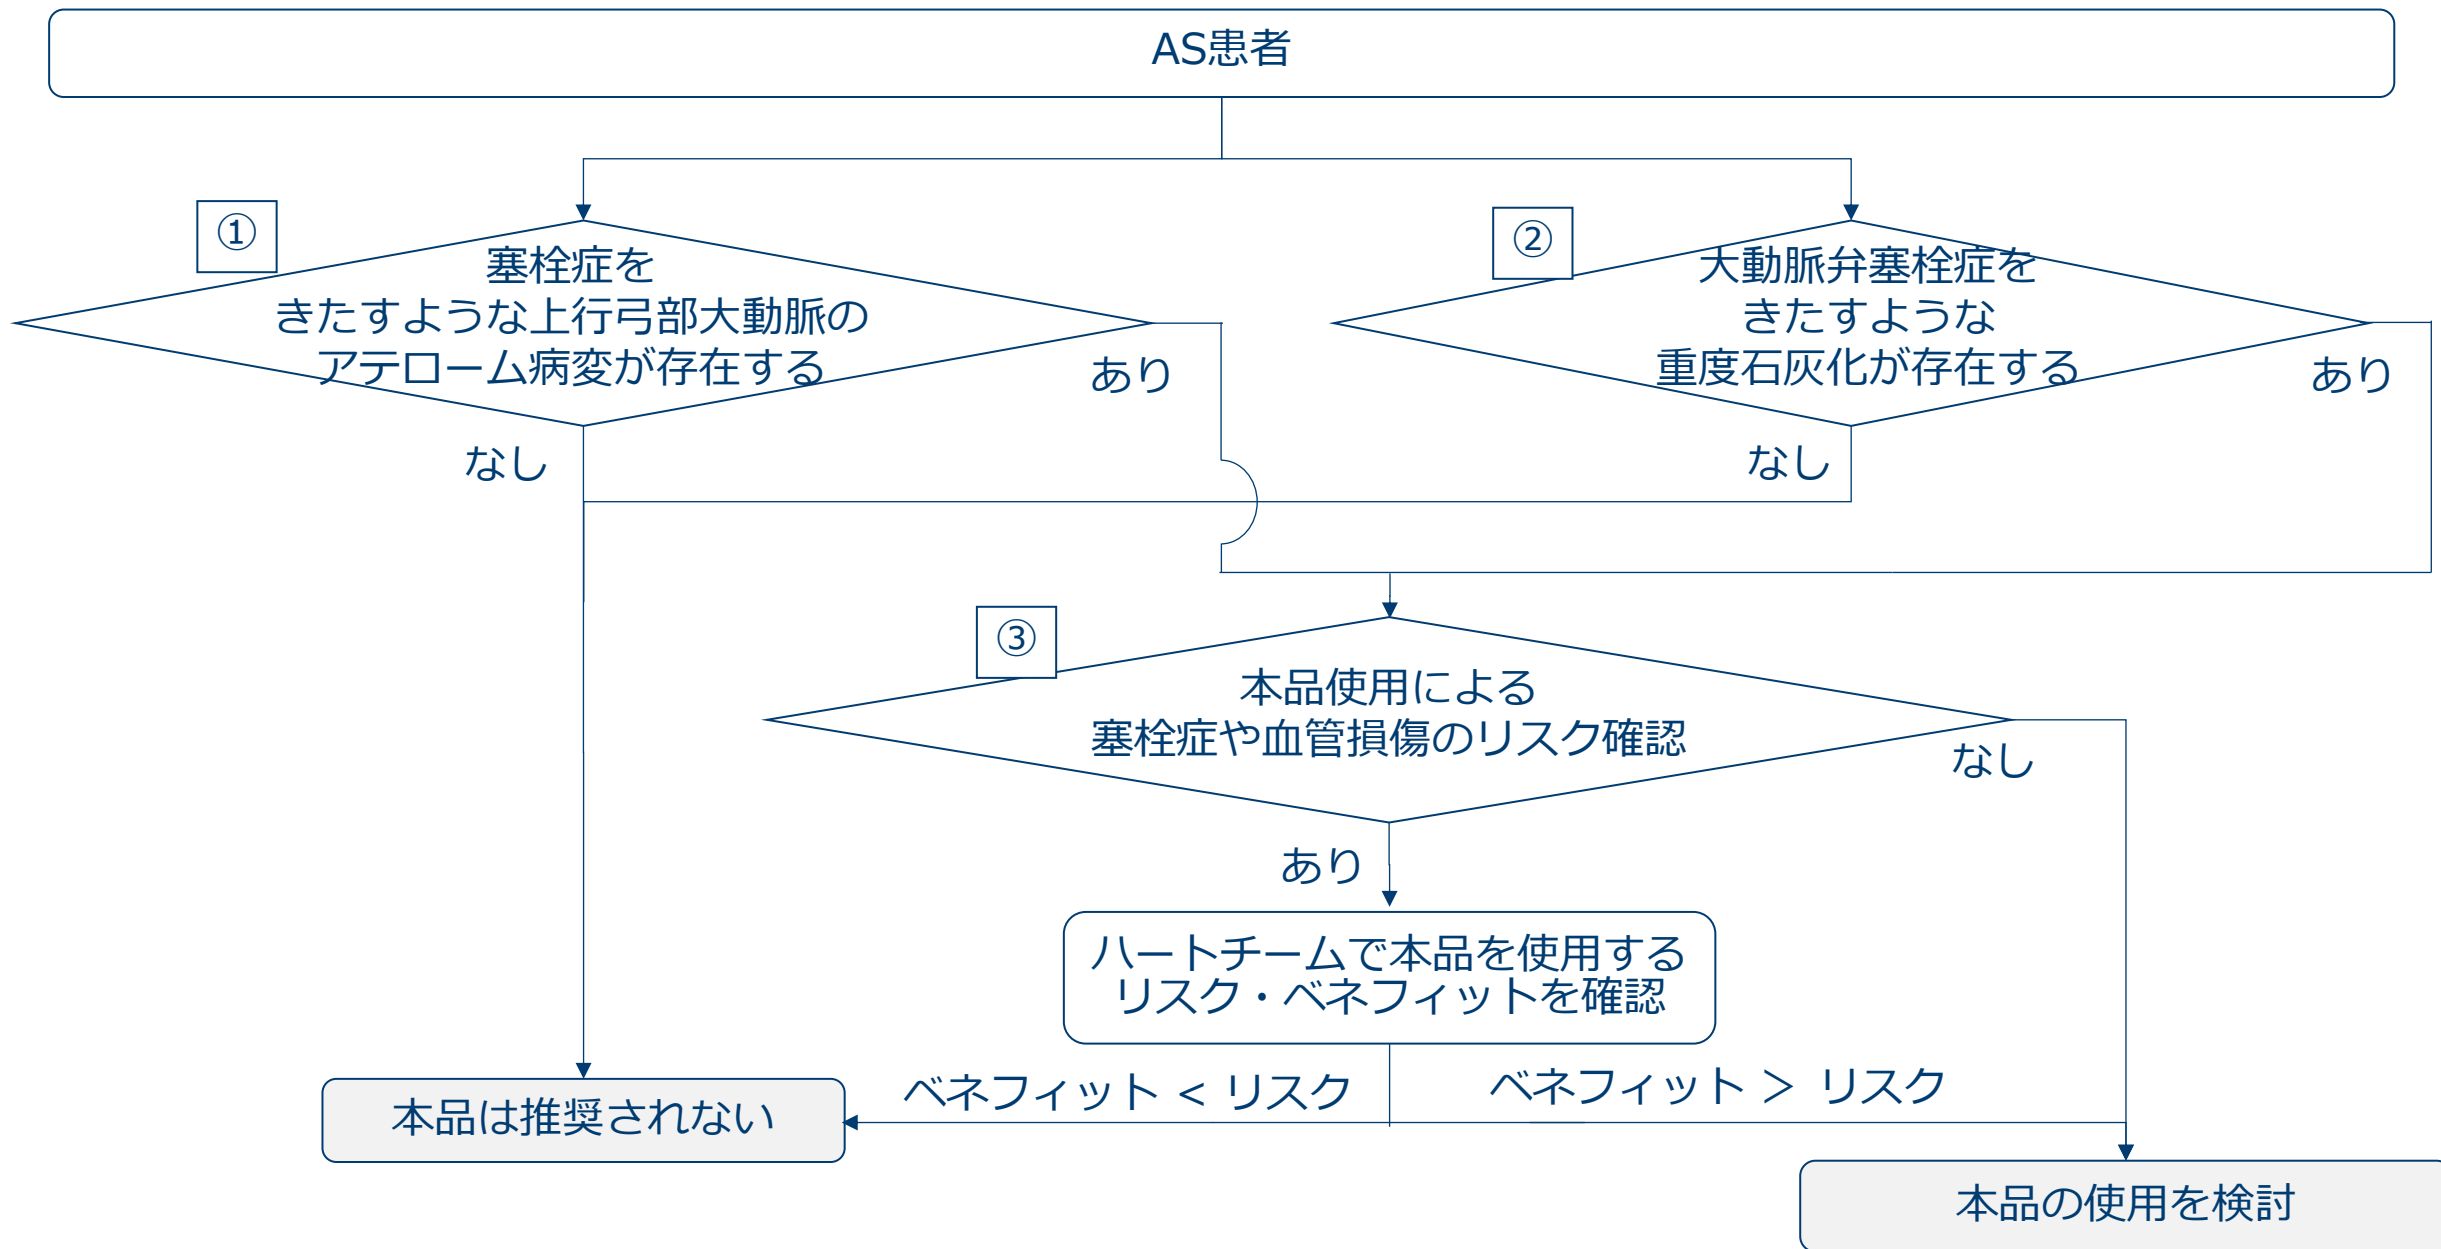 AS患者
①
塞栓症を
きたすような上行弓部大動脈の
アテローム病変が存在する
②
大動脈弁塞栓症を
きたすような
重度石灰化が存在する
あり
あり
なし
なし
③
本品使用による
塞栓症や血管損傷のリスク確認
なし
あり
ハートチームで本品を使用する
リスク・ベネフィットを確認
ベネフィット < リスク
ベネフィット ＞ リスク
本品は推奨されない
本品の使用を検討